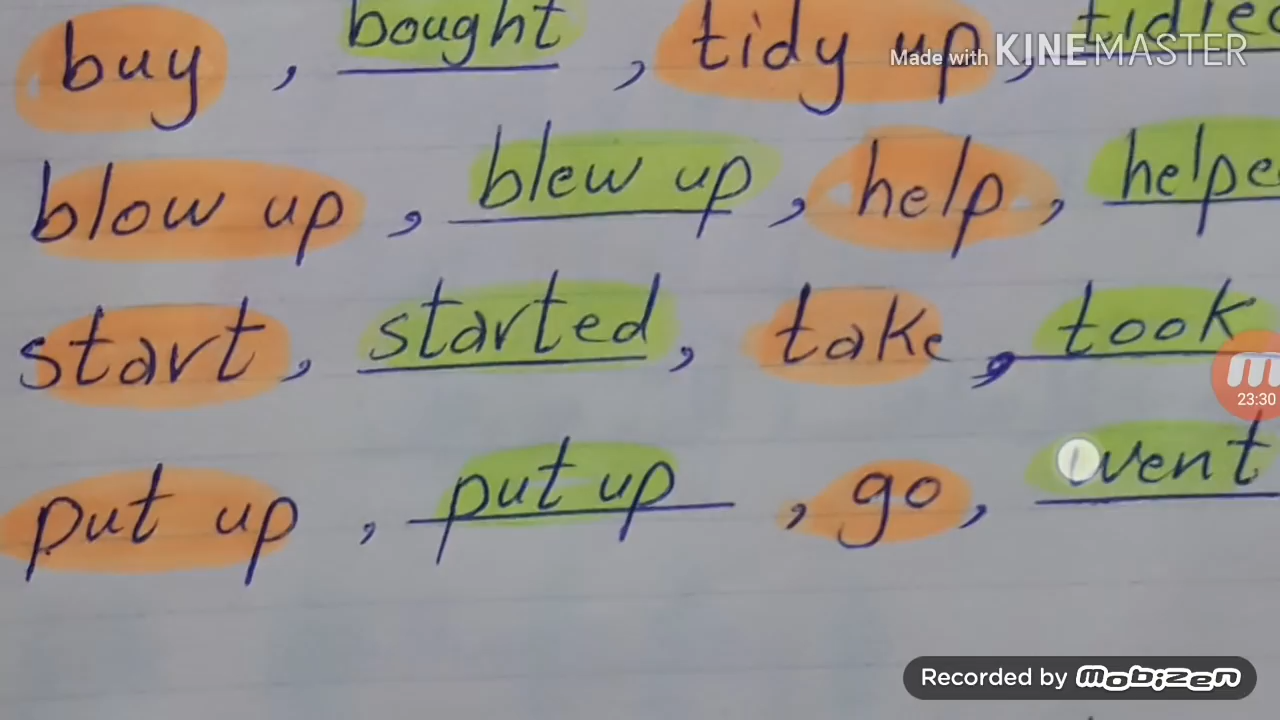 buy , bought , tidy up ,
Made with KINEMASTER
blow up , blew up , help ,
start , started , take , took
23:30
put up , put up , go , went
Recorded by mobizen